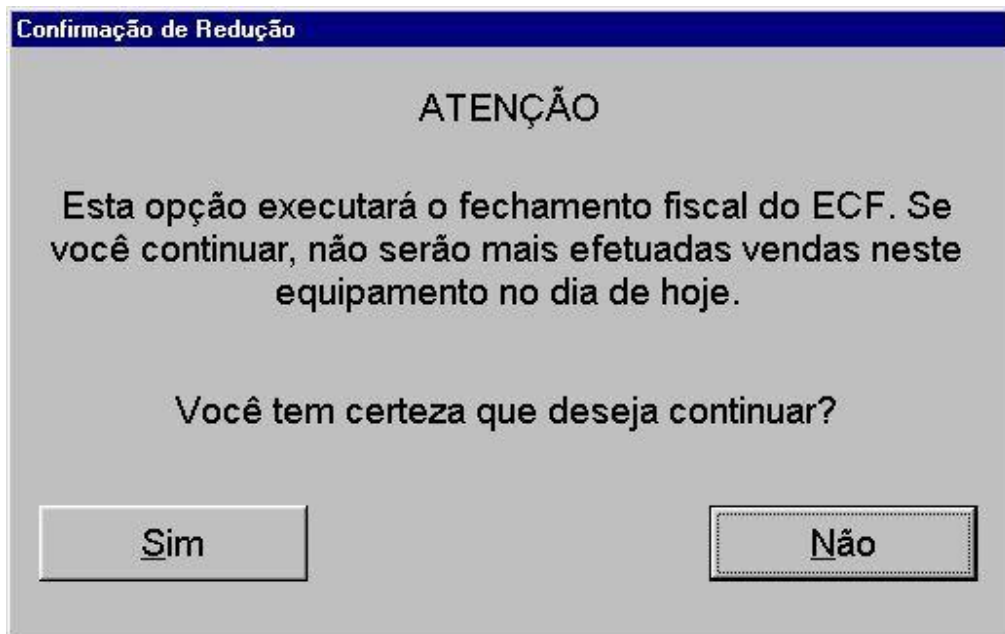 Confirmação de Redução
ATENÇÃO
Esta opção executará o fechamento fiscal do ECF. Se
você continuar, não serão mais efetuadas vendas neste
equipamento no dia de hoje.
Você tem certeza que deseja continuar?
Sim
Não